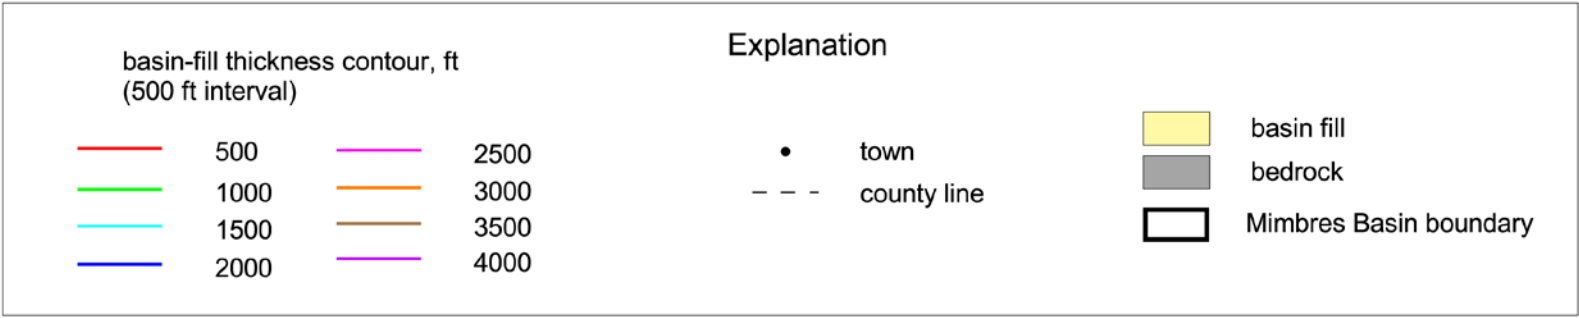 Explanation
basin-fill thickness contour, ft
(500 ft interval)
500
1000
1500
2000
2500
3000
3500
4000
town
county line
basin fill
bedrock
Mimbres Basin boundary